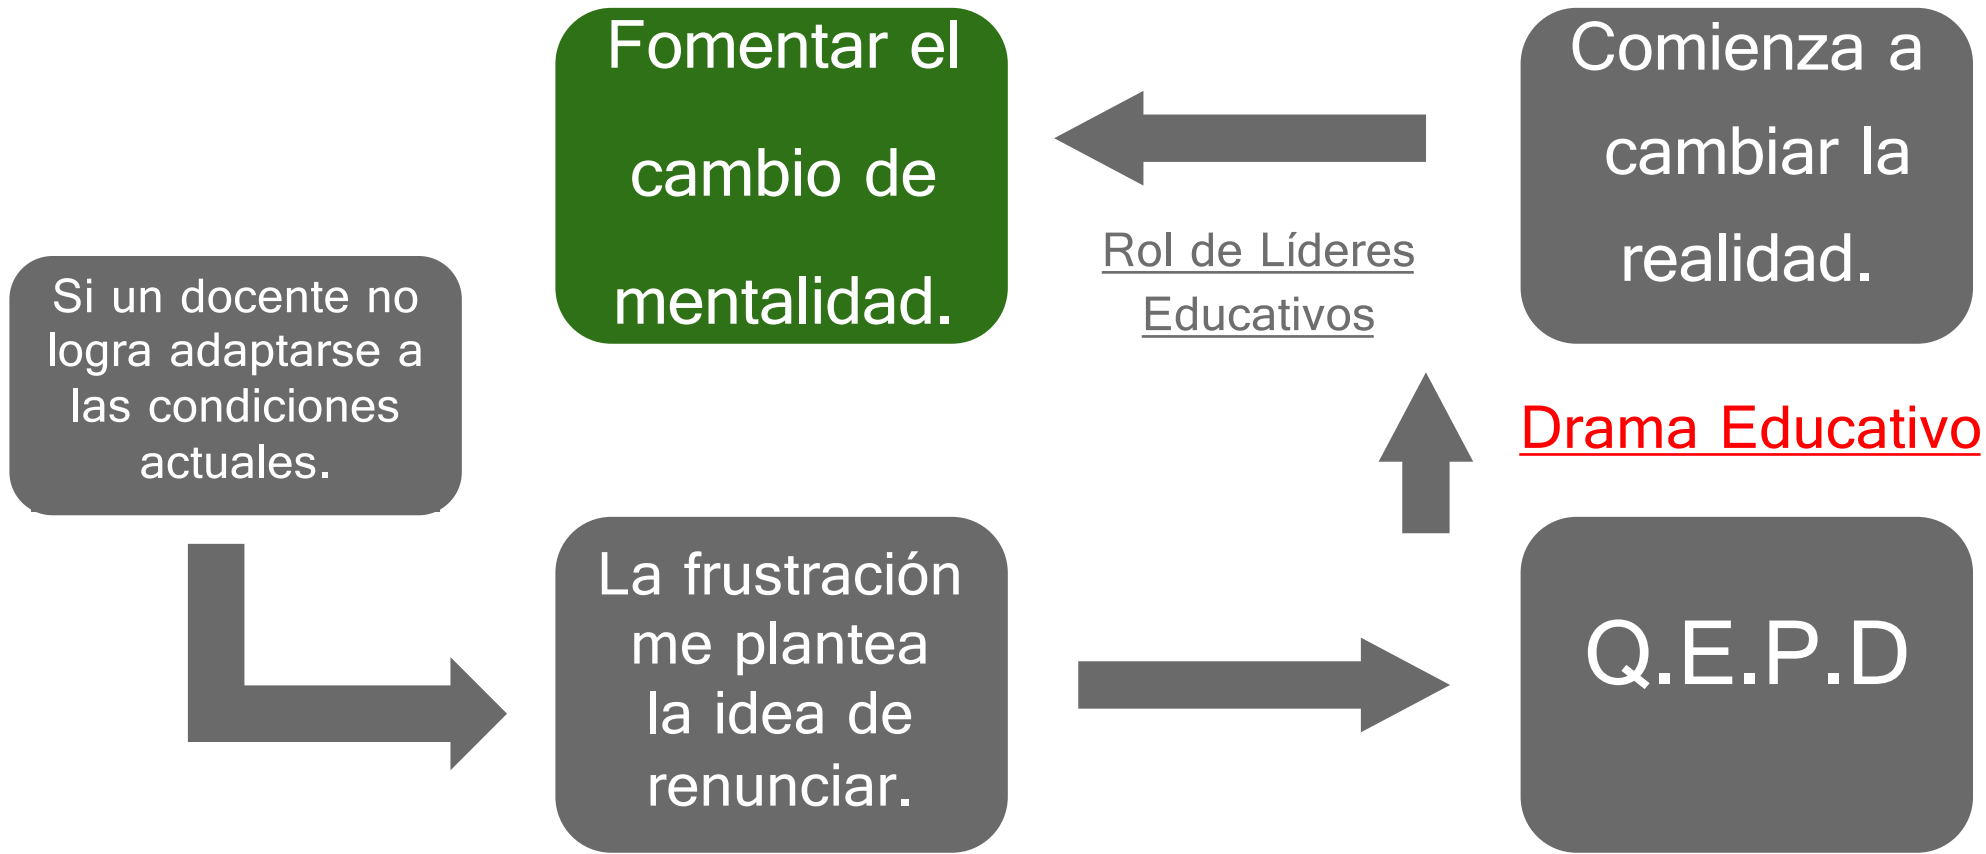 Fomentar el
cambio de
mentalidad.
Comienza a
cambiar la
realidad.
Rol de Líderes
Educativos
Si un docente no
logra adaptarse a
las condiciones
actuales.
Drama Educativo
La frustración
me plantea
la idea de
renunciar.
Q.E.P.D